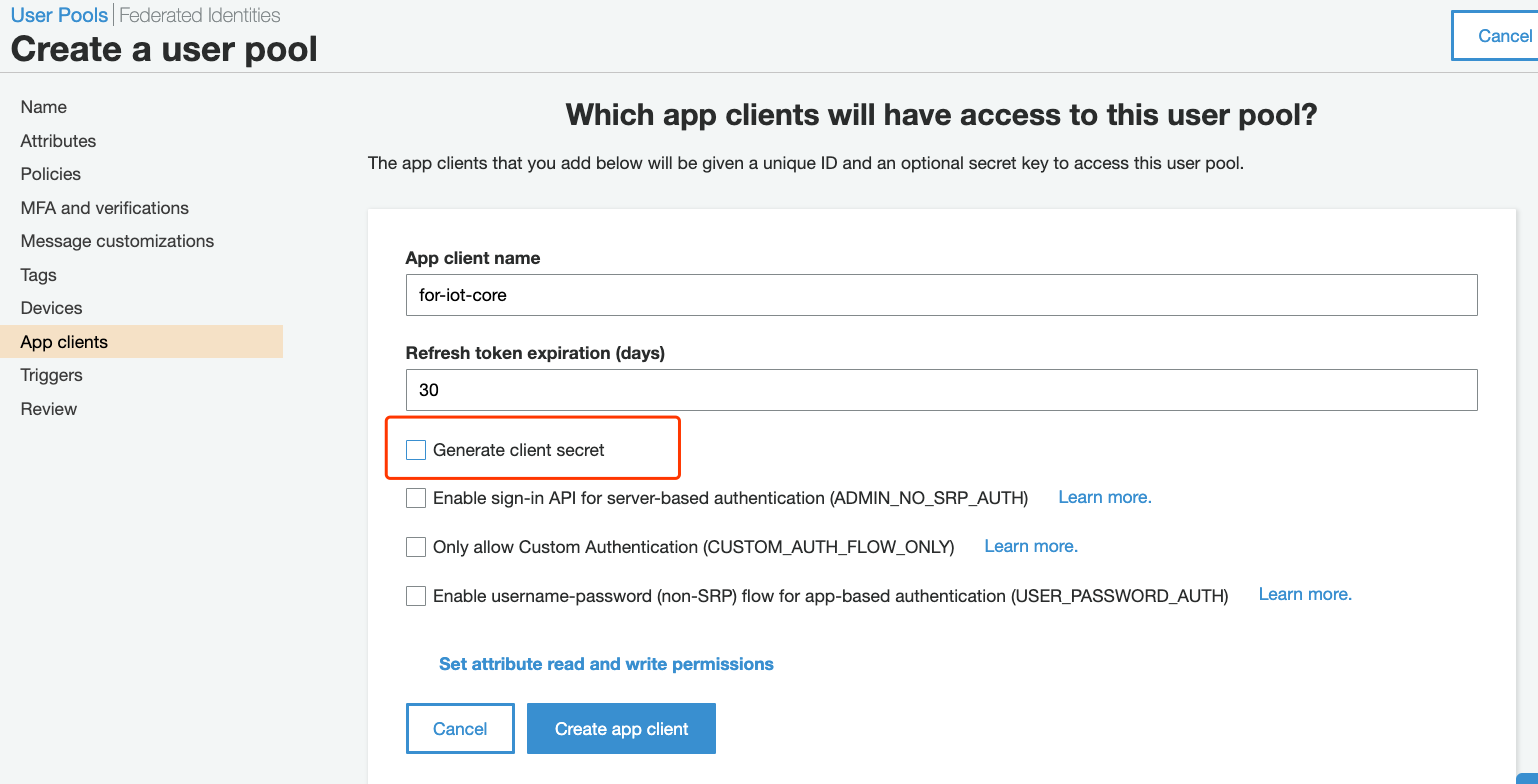 User Pools | Federated Identities
Create a user pool
Cancel
Name
Attributes
Policies
MFA and verifications
Message customizations
Tags
Devices
App clients
Triggers
Review
Which app clients will have access to this user pool?
The app clients that you add below will be given a unique ID and an optional secret key to access this user pool.
App client name
for-iot-core
Refresh token expiration (days)
30
Generate client secret
Enable sign-in API for server-based authentication (ADMIN_NO_SRP_AUTH) Learn more.
Only allow Custom Authentication (CUSTOM_AUTH_FLOW_ONLY) Learn more.
Enable username-password (non-SRP) flow for app-based authentication (USER_PASSWORD_AUTH) Learn more.
Set attribute read and write permissions
Cancel Create app client